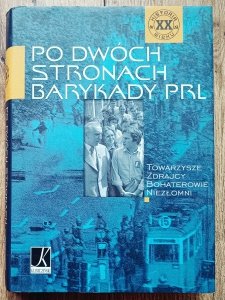 HISTORIA
XX
WIEKU
PO DWÓCH
STRONACH
BARYKADY PRL
TOWARZYSZE
ZDRAJCY
BOHATEROWIE
NIEZŁOMNI
K